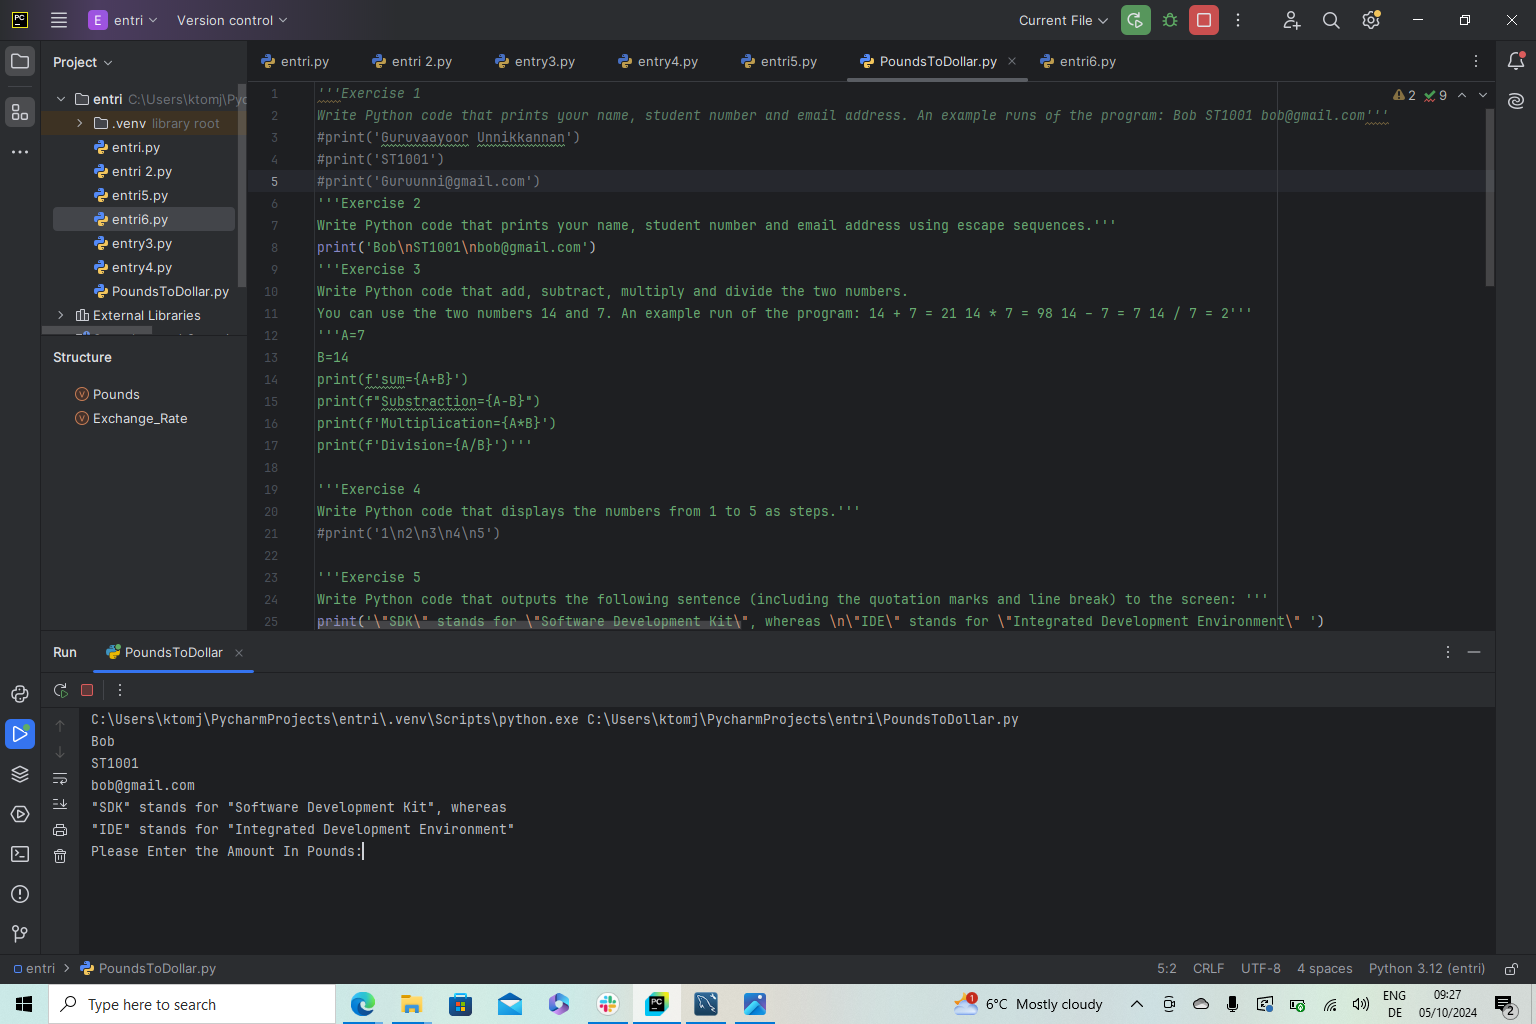 PC
E entri Version control
Current File
Project
entri.py entri 2.py entry3.py entry4.py entri5.py PoundsToDollar.py entri6.py
entri C:\Users\ktomj\Pyc
.venv library root
entri.py
entri 2.py
entri5.py
entri6.py
entry3.py
entry4.py
PoundsToDollar.py
External Libraries
Structure
V Pounds
V Exchange_Rate
2 9
1 '''Exercise 1
2 Write Python code that prints your name, student number and email address. An example runs of the program: Bob ST1001 bob@gmail.com'''
3 #print('Guruvaayoor Unnikkannan')
4 #print('ST1001')
5 #print('Guruunni@gmail.com')
6 '''Exercise 2
7 Write Python code that prints your name, student number and email address using escape sequences.'''
8 print('Bob\nST1001\nbob@gmail.com')
9 '''Exercise 3
10 Write Python code that add, subtract, multiply and divide the two numbers.
11 You can use the two numbers 14 and 7. An example run of the program: 14 + 7 = 21 14 * 7 = 98 14 - 7 = 7 14 / 7 = 2'''
12 '''A=7
13 B=14
14 print(f'sum={A+B}')
15 print(f"Substraction={A-B}")
16 print(f'Multiplication={A*B}')
17 print(f'Division={A/B}')'''
18
19 '''Exercise 4
20 Write Python code that displays the numbers from 1 to 5 as steps.'''
21 #print('1\n2\n3\n4\n5')
22
23 '''Exercise 5
24 Write Python code that outputs the following sentence (including the quotation marks and line break) to the screen: '''
25 print('\"SDK\" stands for \"Software Development Kit\", whereas \n\"IDE\" stands for \"Integrated Development Environment\" ')
Run PoundsToDollar
C:\Users\ktomj\PycharmProjects\entri\.venv\Scripts\python.exe C:\Users\ktomj\PycharmProjects\entri\PoundsToDollar.py
Bob
ST1001
bob@gmail.com
"SDK" stands for "Software Development Kit", whereas
"IDE" stands for "Integrated Development Environment"
Please Enter the Amount In Pounds:
entri PoundsToDollar.py
5:2 CRLF UTF-8 4 spaces Python 3.12 (entri)
Type here to search
PC
1 6°C Mostly cloudy
ENG
DE
09:27
05/10/2024
2